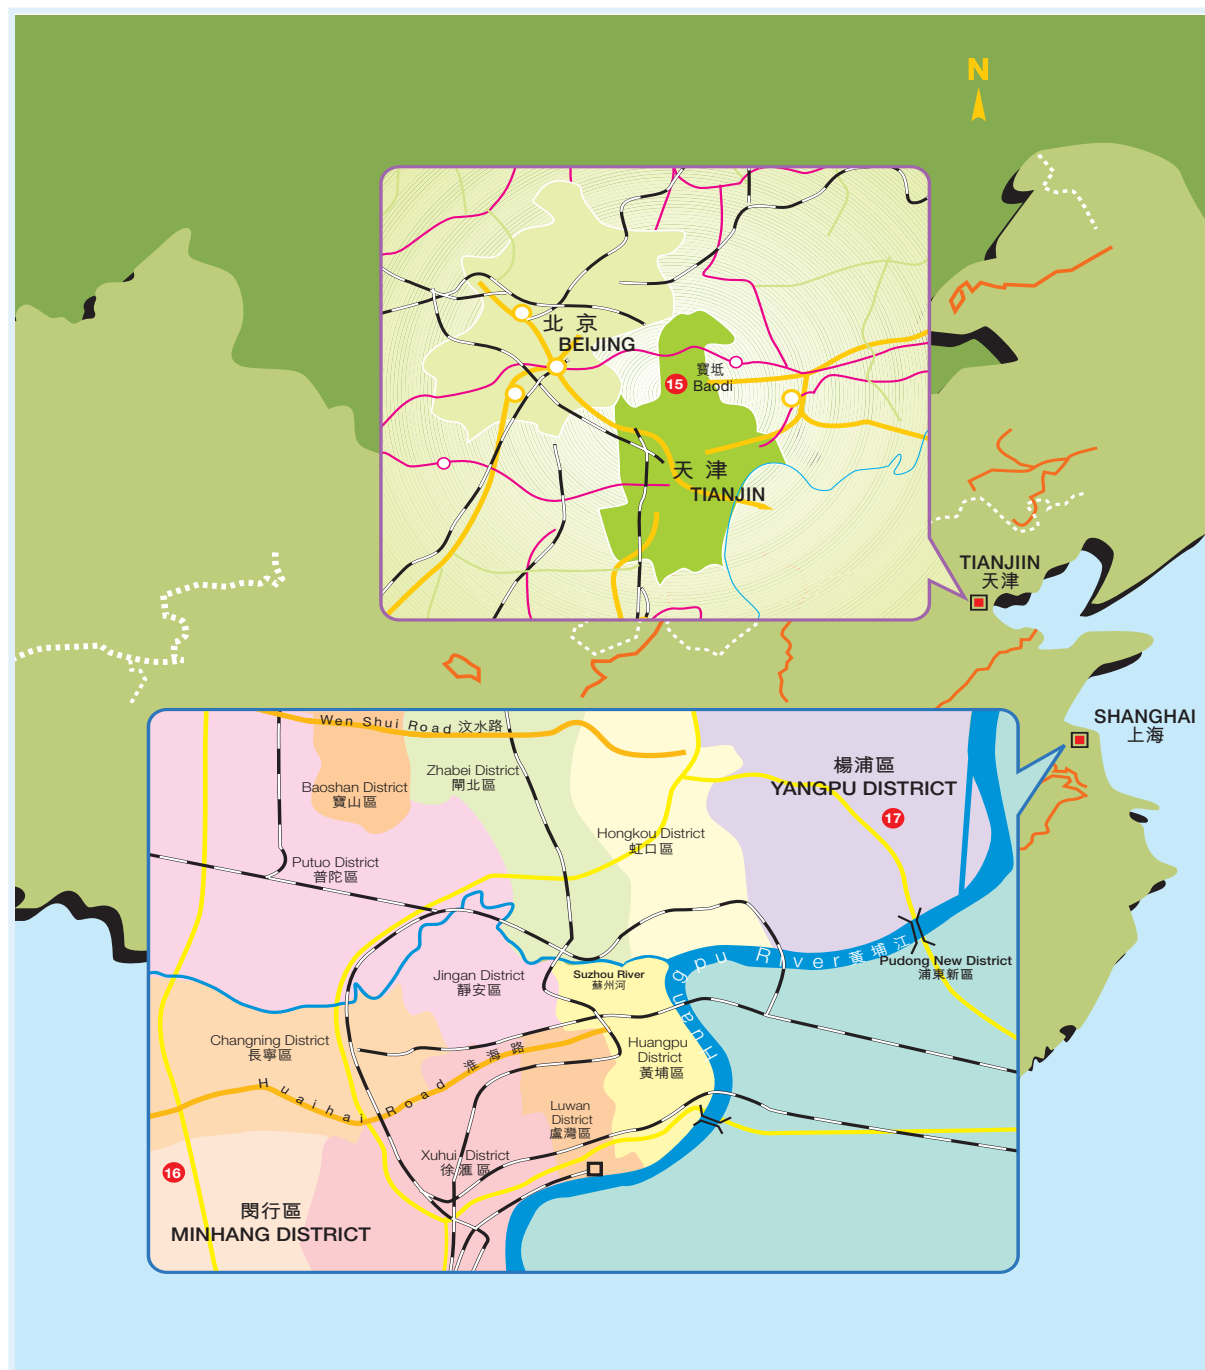 N
北京
BEIJING
寶坻
15 Baodi
天津
TIANJIN
TIANJIIN
天津
SHANGHAI
上海
Wen Shui Road 汶水路
Zhabei District
閘北區
Baoshan District
寶山區
楊浦區
YANGPU DISTRICT
17
Hongkou District
虹口區
Putuo District
普陀區
Huangpu River 黃埔江
Pudong New District
浦東新區
Jingan District
靜安區
Suzhou River
蘇州河
Changning District
長寧區
Huangpu
District
黃埔區
Huaihai Road 淮海路
Luwan
District
盧灣區
Xuhui District
徐滙區
16
閔行區
MINHANG DISTRICT